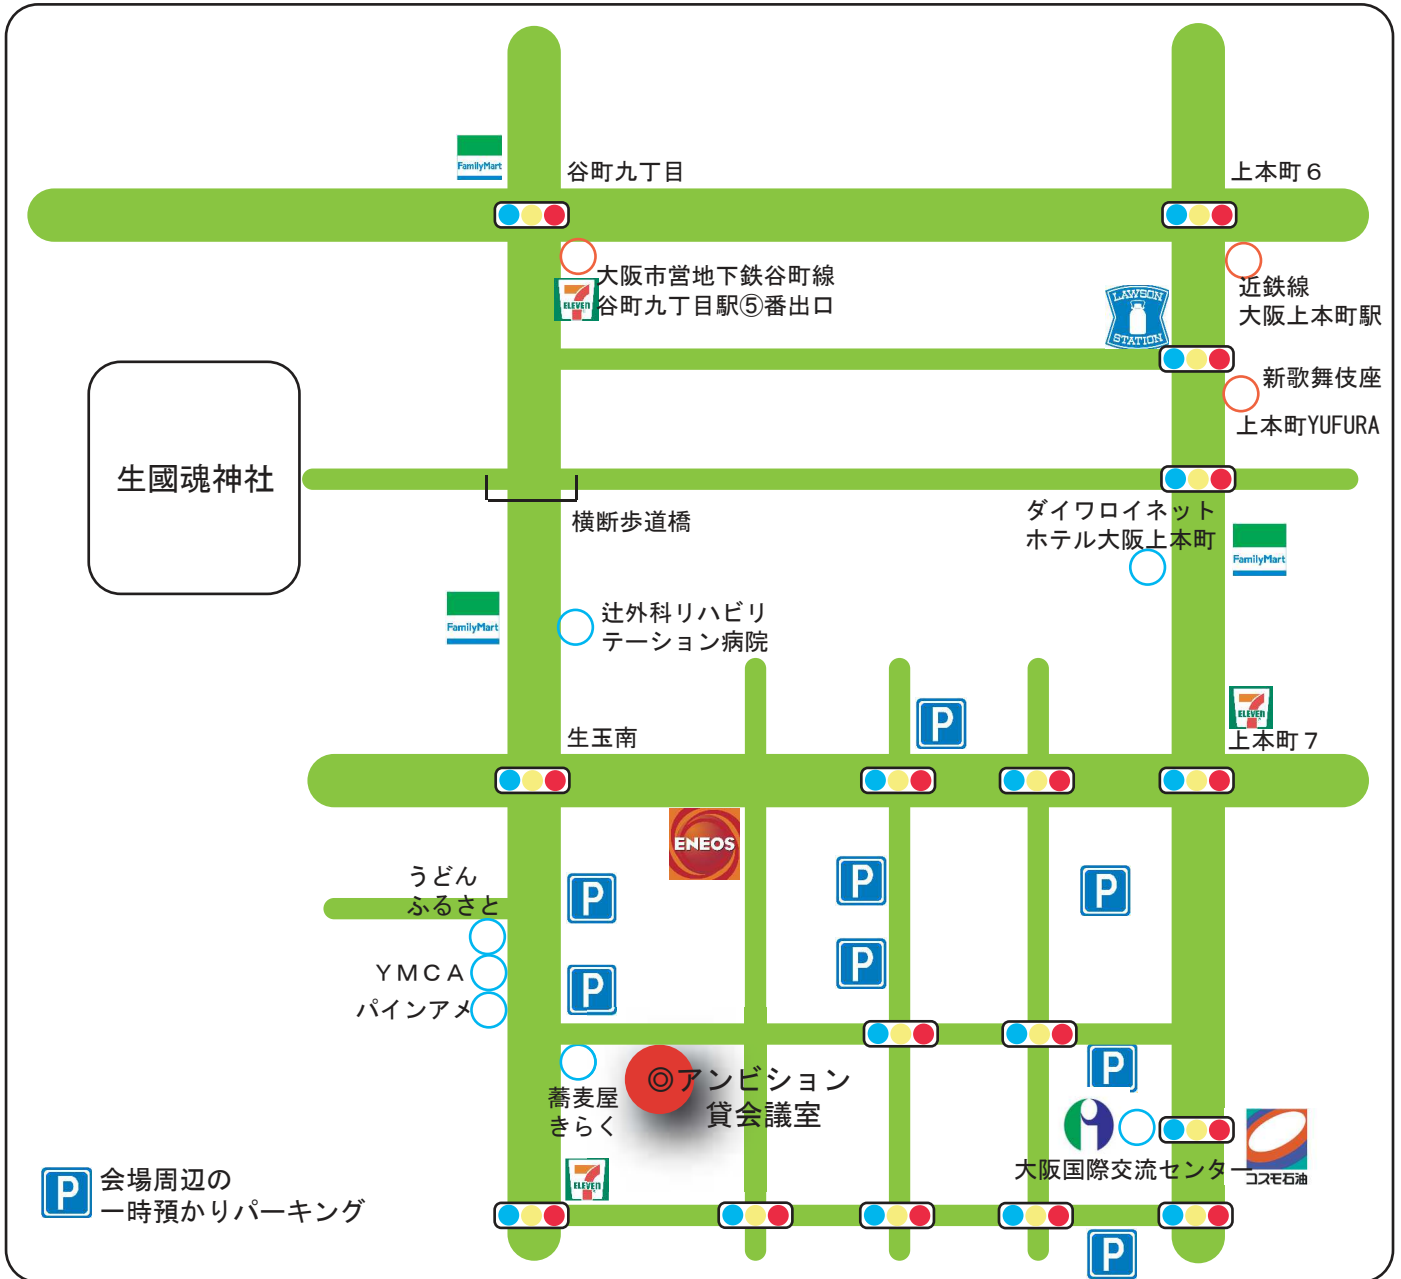 FamilyMart
谷町九丁目
上本町６
大阪市営地下鉄谷町線
谷町九丁目駅⑤番出口
7
ELEVEN
LAWSON
STATION
近鉄線
大阪上本町駅
新歌舞伎座
上本町YUFURA
生國魂神社
横断歩道橋
ダイワロイネット
ホテル大阪上本町
FamilyMart
FamilyMart
辻外科リハビリ
テーション病院
P
7
ELEVEN
生玉南
上本町７
ENEOS
うどん
ふるさと
P
P
P
YMCA
パインアメ
P
P
◎アンビション
貸会議室
蕎麦屋
きらく
P
大阪国際交流センター
コスモ石油
7
ELEVEN
P
会場周辺の
一時預かりパーキング
P